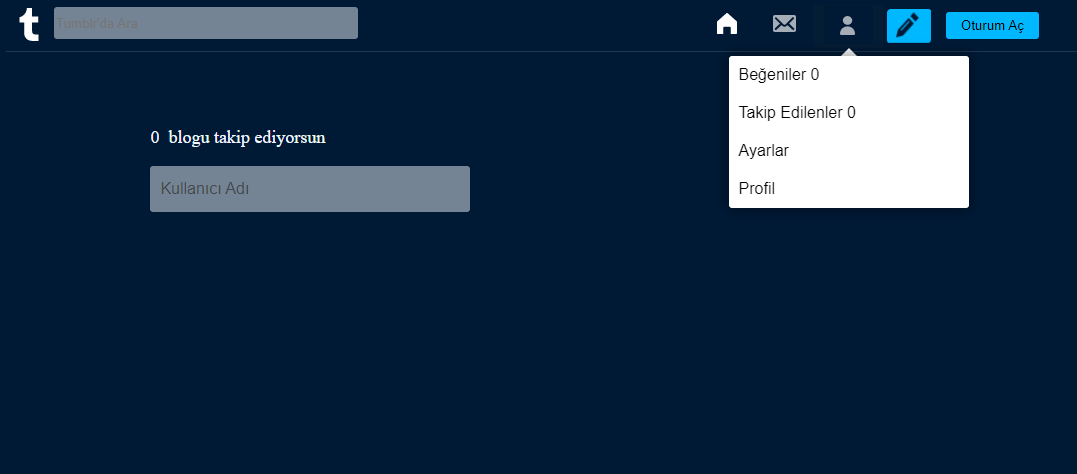 t
Tumblr'da Ara
Oturum Aç
Beğeniler 0
Takip Edilenler 0
Ayarlar
Profil
0 blogu takip ediyorsun
Kullanıcı Adı